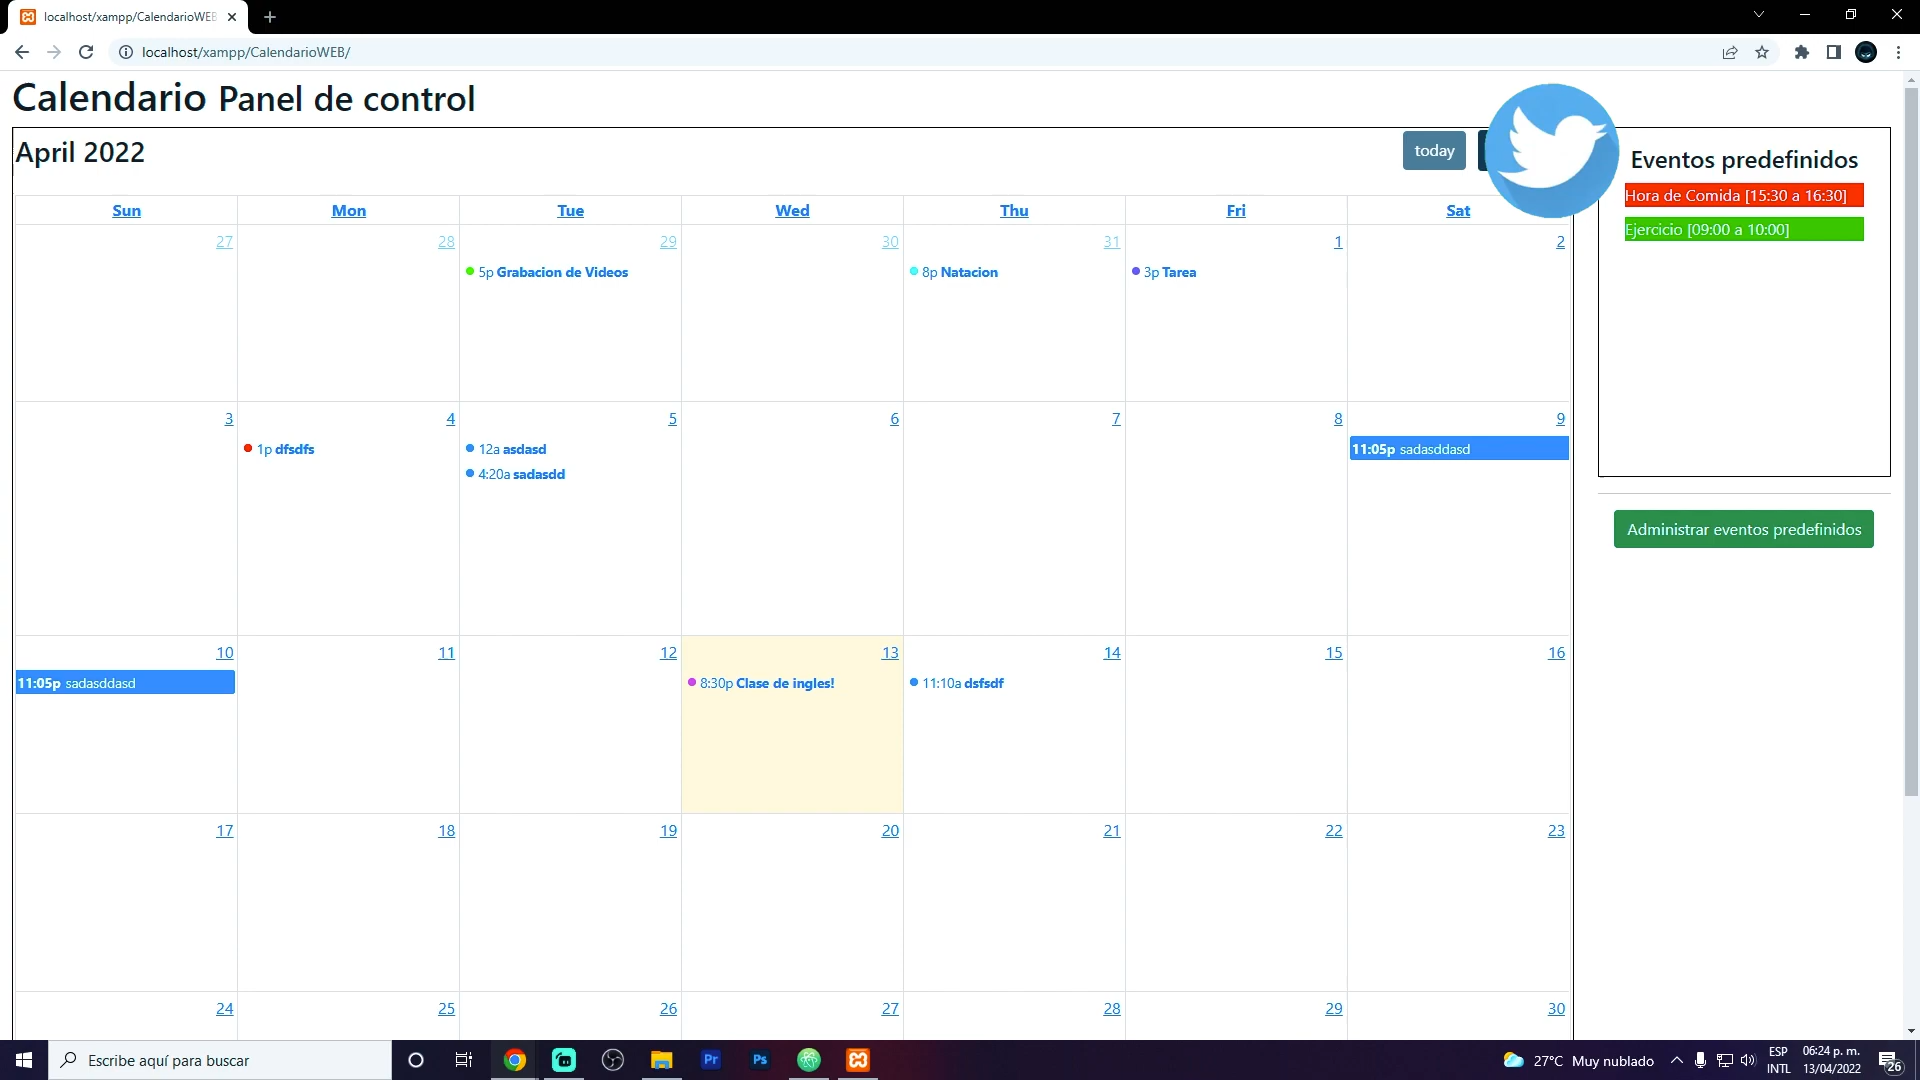 localhost/xampp/CalendarioWEB
localhost/xampp/CalendarioWEB/
Calendario Panel de control
April 2022
today
Sun Mon Tue Wed Thu Fri Sat
27 28 29 30 31 1 2
5p Grabacion de Videos
8p Natacion
3p Tarea
3 4 5 6 7 8 9
1p dfsdfs
12a asdasd
4:20a sadasdd
11:05p sadasddasd
10 11 12 13 14 15 16
11:05p sadasddasd
8:30p Clase de ingles!
11:10a dsfsdf
17 18 19 20 21 22 23
24 25 26 27 28 29 30
Eventos predefinidos
Hora de Comida [15:30 a 16:30]
Ejercicio [09:00 a 10:00]
Administrar eventos predefinidos
Escribe aquí para buscar
Pr
Ps
27°C Muy nublado
ESP
INTL
06:24 p. m.
13/04/2022
26